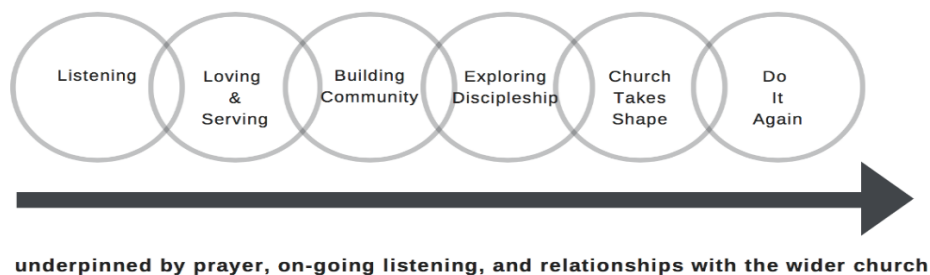 Listening
Loving
&
Serving
Building
Community
Exploring
Discipleship
Church
Takes
Shape
Do
It
Again
underpinned by prayer, on-going listening, and relationships with the wider church